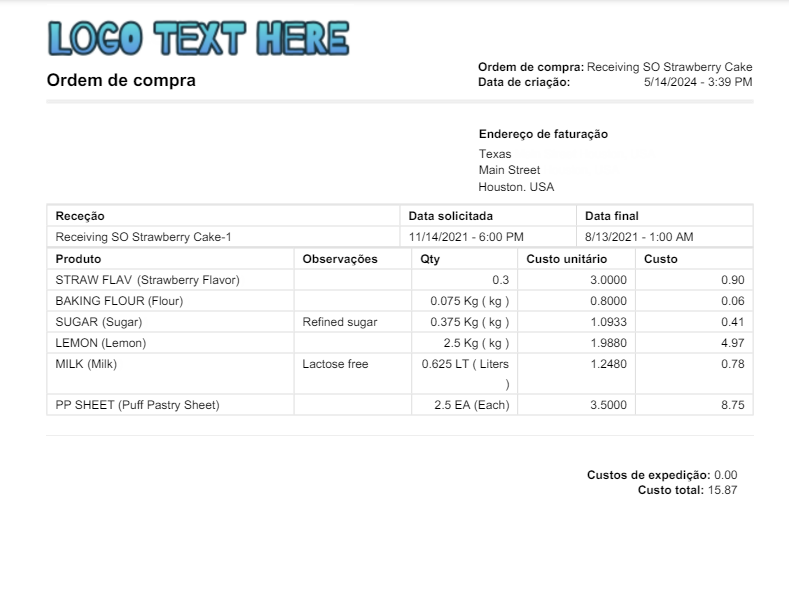 LOGO TEXT HERE
Ordem de compra
Ordem de compra: Receiving SO Strawberry Cake
Data de criação: 5/14/2024 - 3:39 PM
Endereço de faturação
Texas
Main Street
Houston. USA
Receção Data solicitada Data final
Receiving SO Strawberry Cake-1 11/14/2021 - 6:00 PM 8/13/2021 - 1:00 AM
Produto Observações Qty Custo unitário Custo
STRAW FLAV (Strawberry Flavor) 0.3 3.0000 0.90
BAKING FLOUR (Flour) 0.075 Kg ( kg ) 0.8000 0.06
SUGAR (Sugar) Refined sugar 0.375 Kg ( kg ) 1.0933 0.41
LEMON (Lemon) 2.5 Kg ( kg ) 1.9880 4.97
MILK (Milk) Lactose free 0.625 LT ( Liters 1.2480 0.78
)
PP SHEET (Puff Pastry Sheet) 2.5 EA (Each) 3.5000 8.75
Custos de expedição: 0.00
Custo total: 15.87